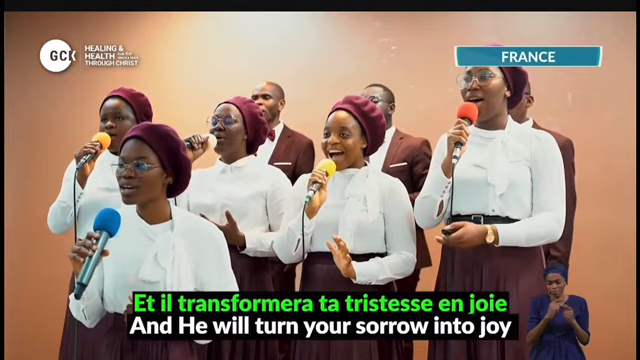 GCK
HEALING &
HEALTH
THROUGH CHRIST
FRANCE
Et il transformera ta tristesse en joie
And He will turn your sorrow into joy